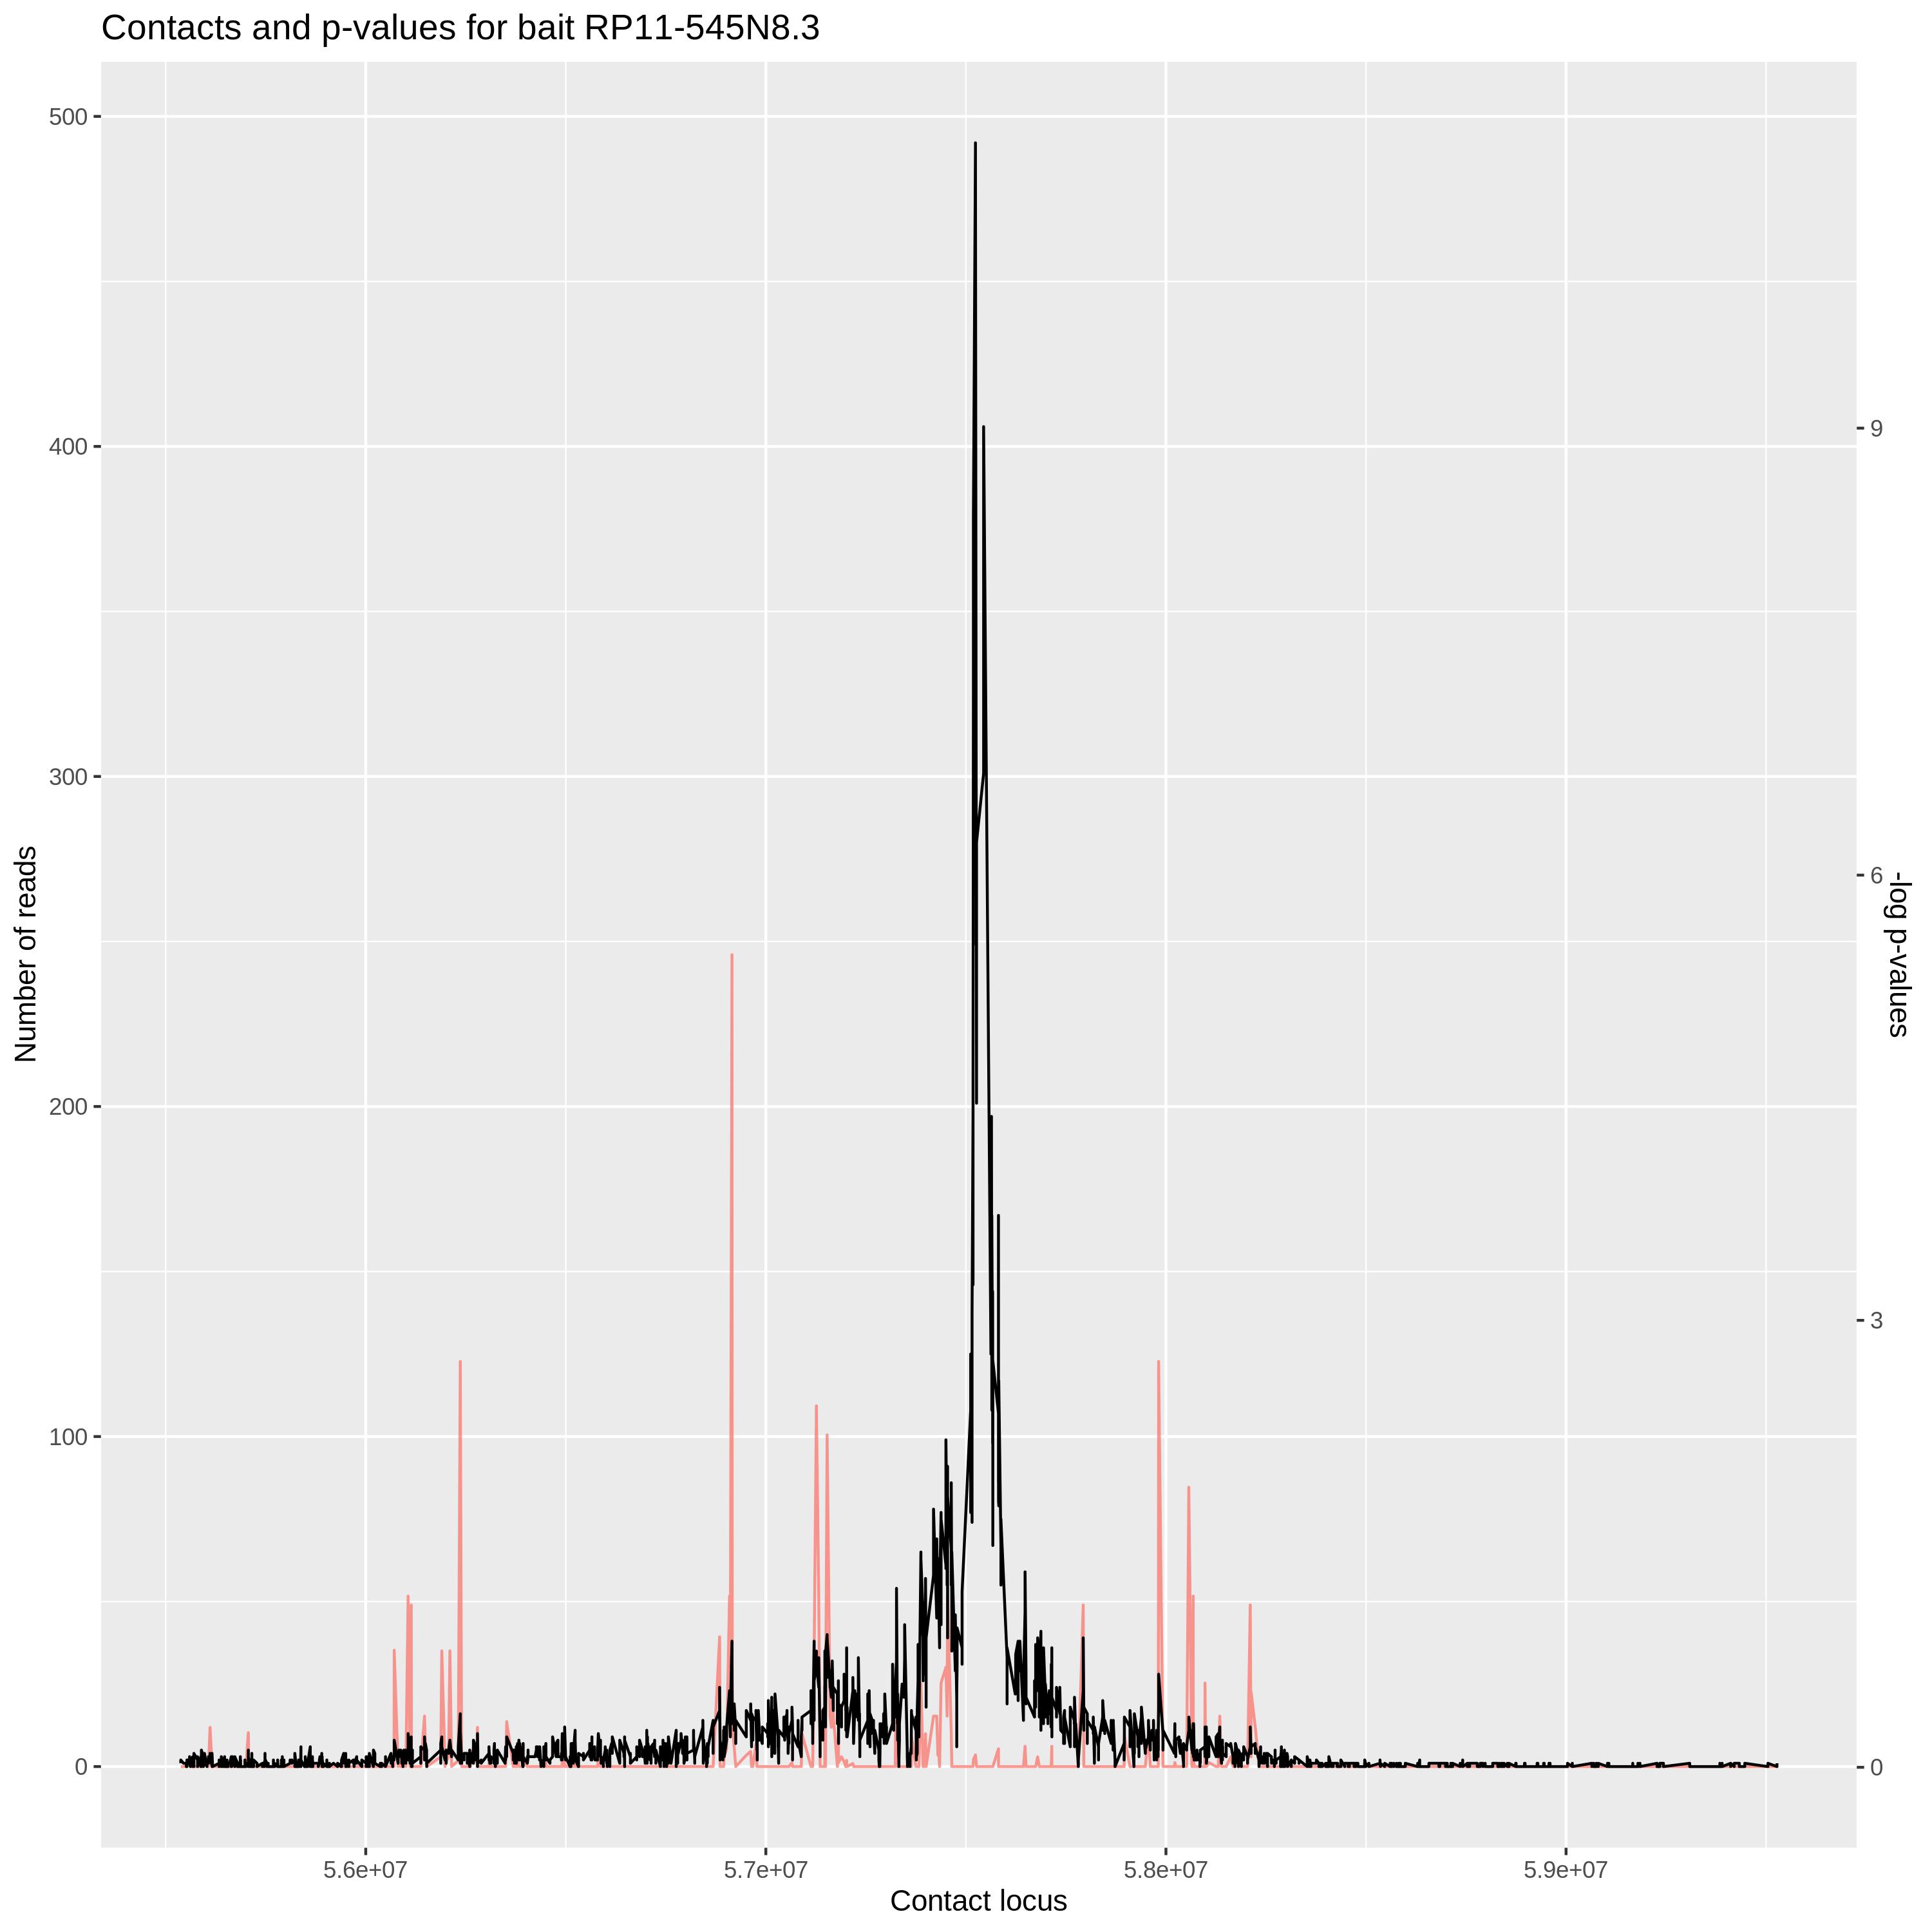 Contacts and p-values for bait RP11-545N8.3
500
400
300
200
100
0
Number of reads
9
6
3
0
-log p-values
5.6e+07
5.7e+07
5.8e+07
5.9e+07
Contact locus